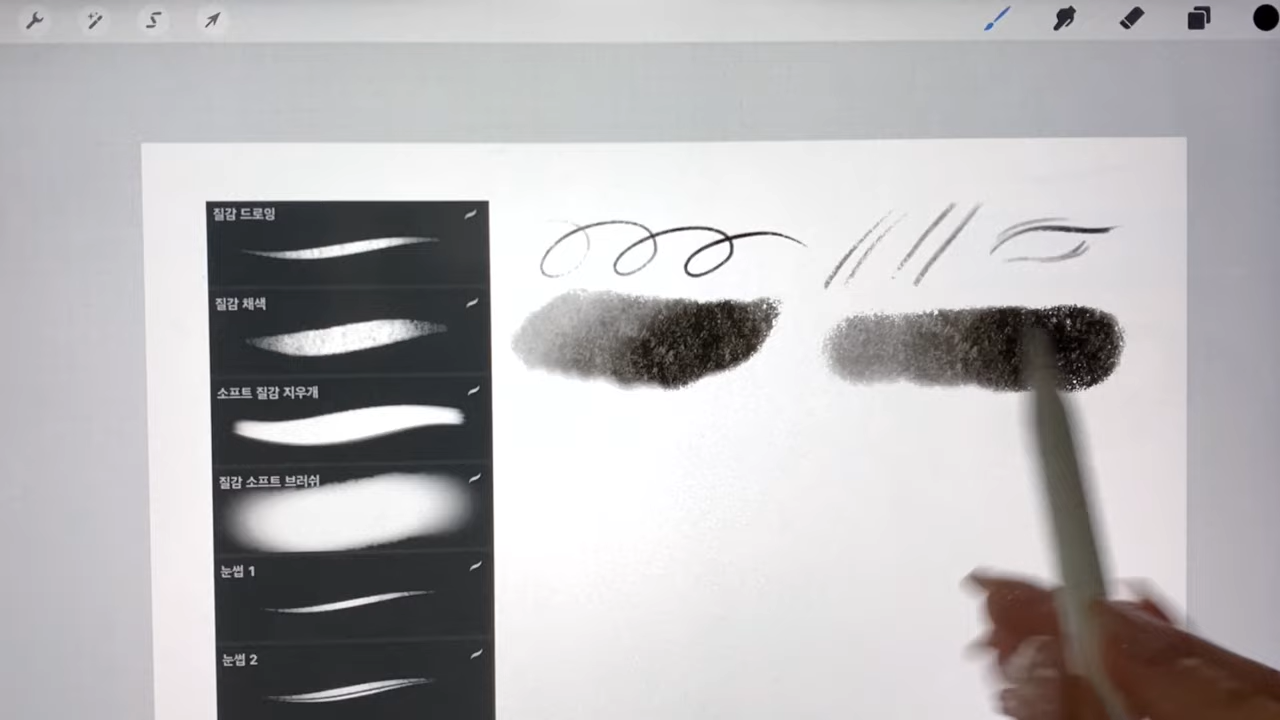 질감 드로잉
질감 채색
소프트 질감 지우개
질감 소프트 브러쉬
눈썹 1
눈썹 2